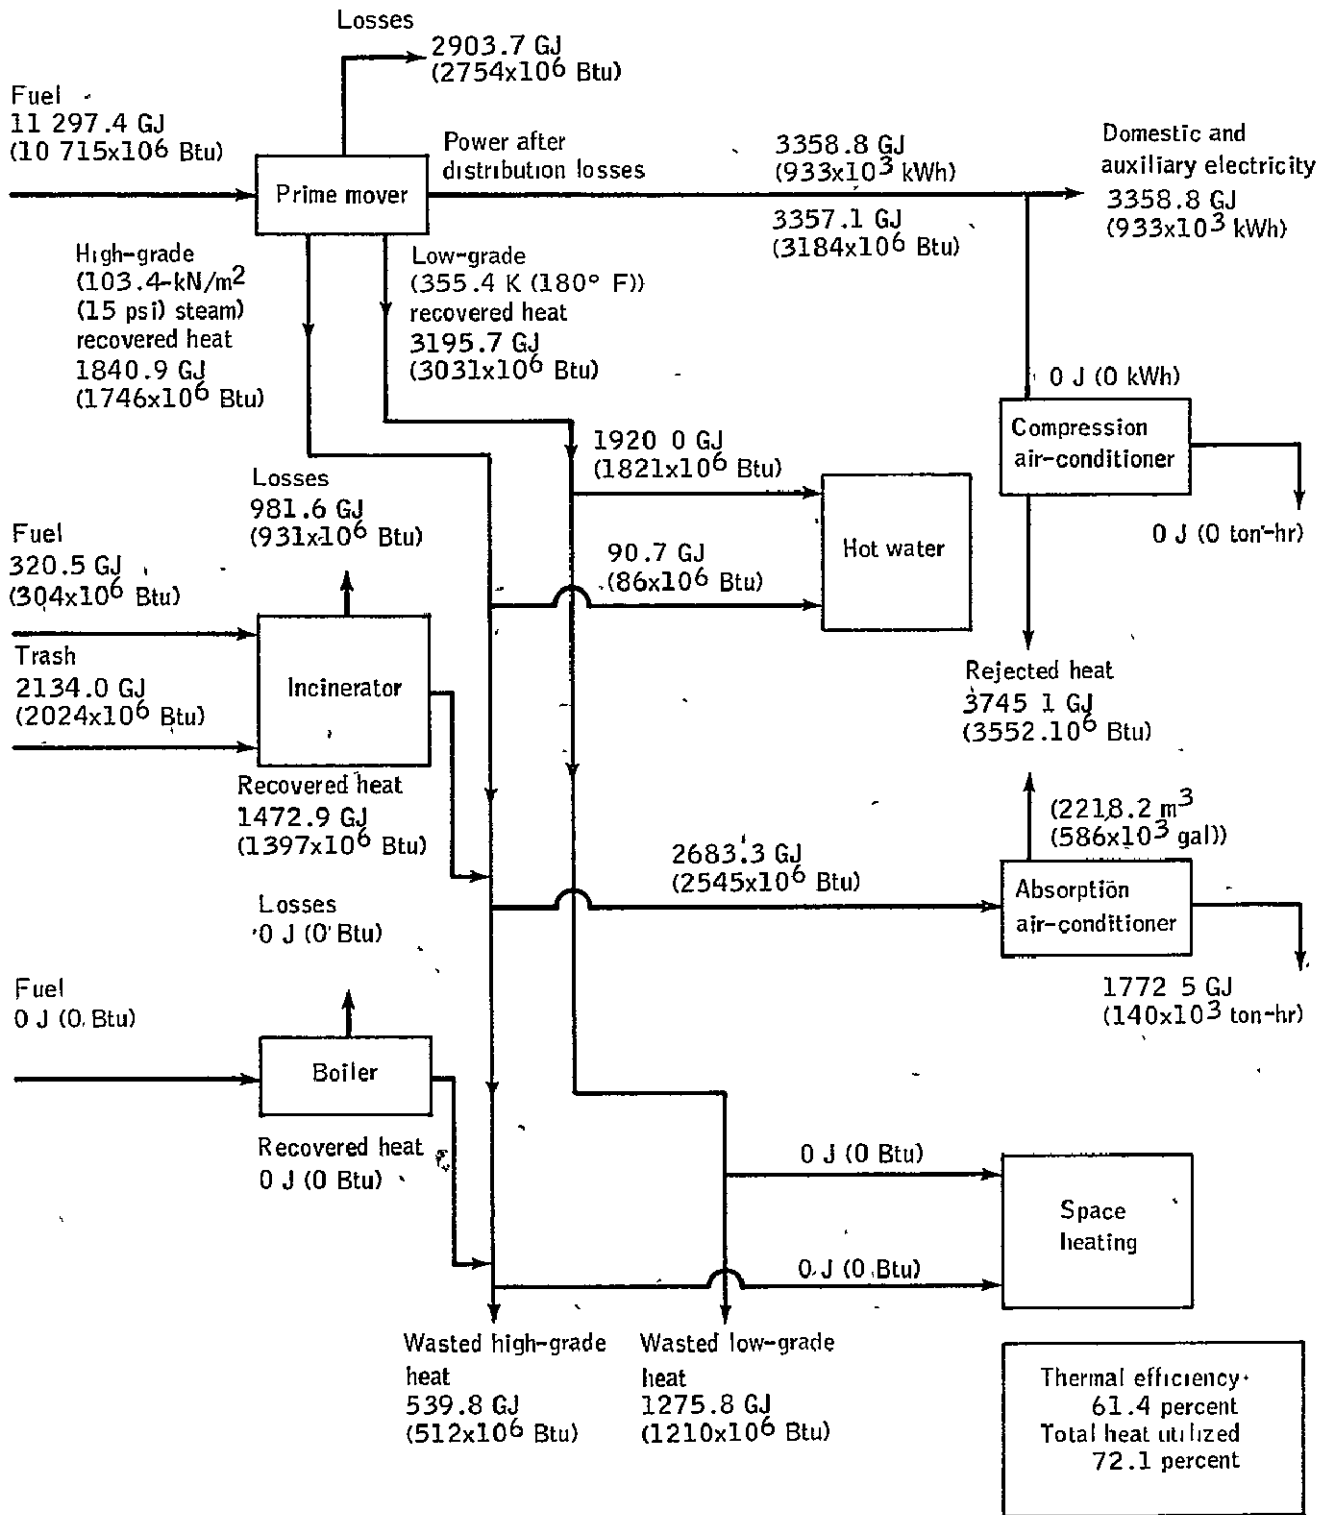 Losses
2903.7 GJ
(2754x10⁶ Btu)
Fuel
11 297.4 GJ
(10 715x10⁶ Btu)
Prime mover
Power after
distribution losses
3358.8 GJ
(933x10³ kWh)
3357.1 GJ
(3184x10⁶ Btu)
Domestic and
auxiliary electricity
3358.8 GJ
(933x10³ kWh)
High-grade
(103.4-kN/m²
(15 psi) steam)
recovered heat
1840.9 GJ
(1746x10⁶ Btu)
Low-grade
(355.4 K (180° F))
recovered heat
3195.7 GJ
(3031x10⁶ Btu)
0 J (0 kWh)
Compression
air-conditioner
0 J (0 ton-hr)
1920 0 GJ
(1821x10⁶ Btu)
Hot water
90.7 GJ
(86x10⁶ Btu)
Losses
981.6 GJ
(931x10⁶ Btu)
Fuel
320.5 GJ
(304x10⁶ Btu)
Trash
2134.0 GJ
(2024x10⁶ Btu)
Incinerator
Recovered heat
1472.9 GJ
(1397x10⁶ Btu)
Rejected heat
3745 1 GJ
(3552.10⁶ Btu)
(2218.2 m³
(586x10³ gal))
2683.3 GJ
(2545x10⁶ Btu)
Absorption
air-conditioner
1772 5 GJ
(140x10³ ton-hr)
Losses
0 J (0 Btu)
Fuel
0 J (0 Btu)
Boiler
Recovered heat
0 J (0 Btu)
0 J (0 Btu)
Space
heating
0 J (0 Btu)
Wasted high-grade
heat
539.8 GJ
(512x10⁶ Btu)
Wasted low-grade
heat
1275.8 GJ
(1210x10⁶ Btu)
Thermal efficiency
61.4 percent
Total heat utilized
72.1 percent